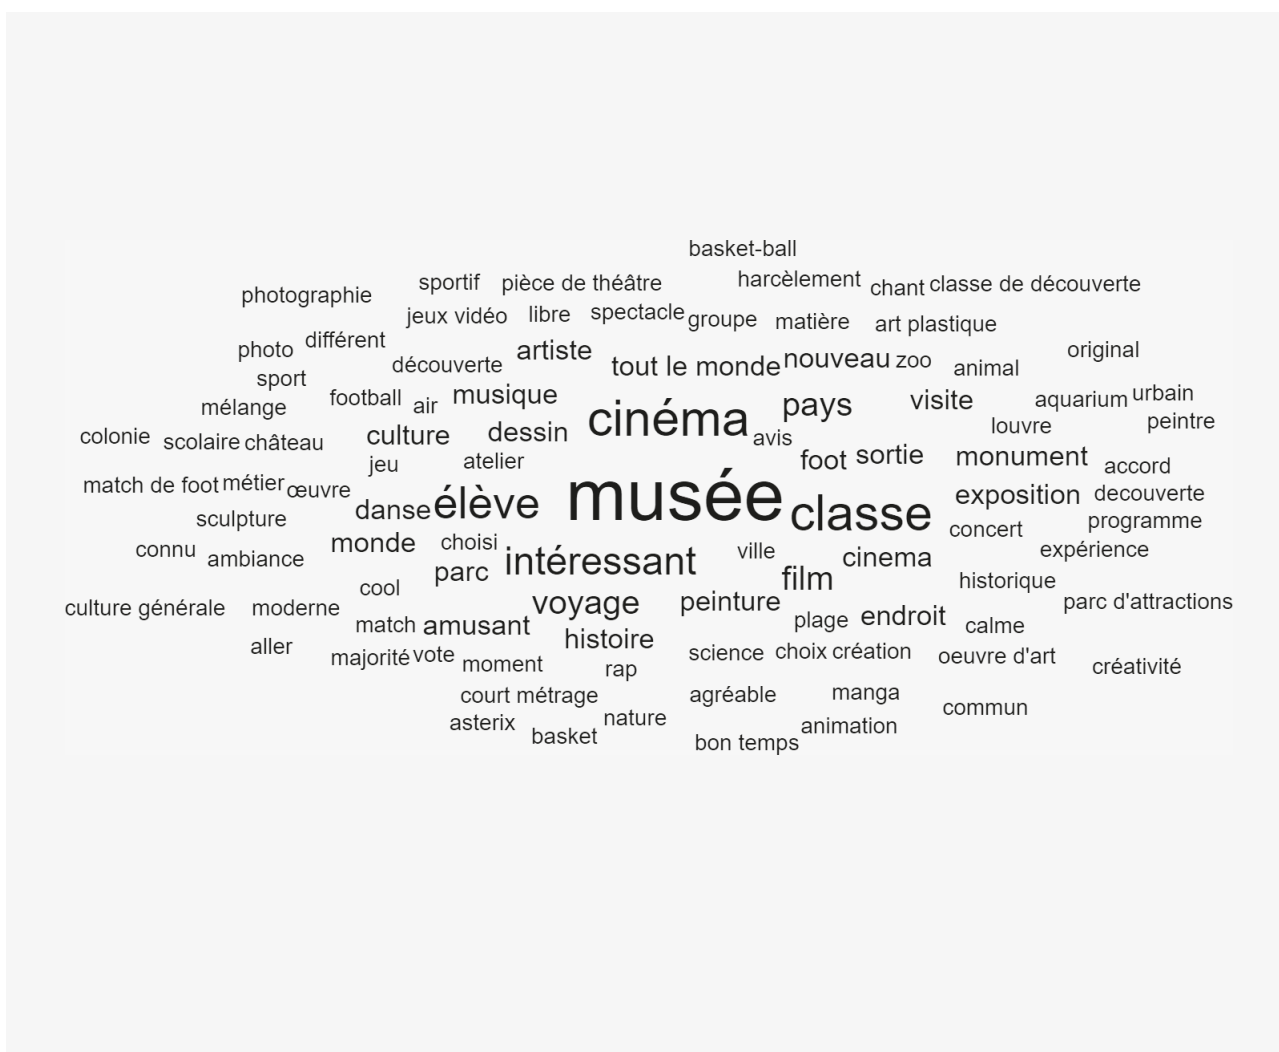 basket-ball
photographie sportif pièce de théâtre harcèlement chant classe de découverte
jeux vidéo libre spectacle groupe matière art plastique
photo différent découverte artiste tout le monde nouveau zoo animal original
sport
mélange football air musique cinéma pays visite aquarium urbain
colonie scolaire château culture dessin avis louvre peintre
jeu atelier foot sortie monument accord
match de foot métier œuvre danse élève musée classe exposition decouverte
sculpture concert programme
connu ambiance monde choisi intéressant ville cinema expérience
cool parc film historique
culture générale moderne voyage peinture plage endroit parc d'attractions
aller match amusant histoire calme
majorité vote moment rap science choix création oeuvre d'art créativité
court métrage agréable manga commun
asterix basket nature bon temps animation